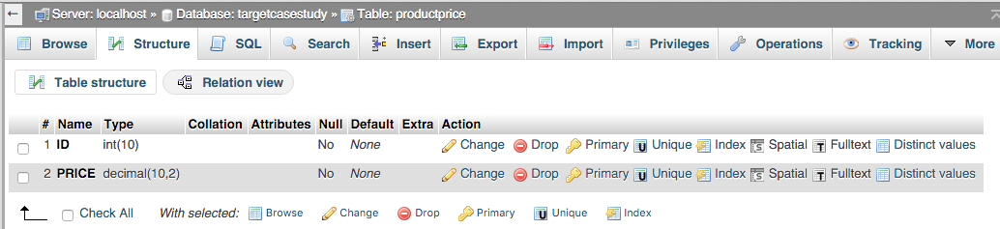 Server: localhost » Database: targetcasestudy » Table: productprice
Browse Structure SQL Search Insert Export Import Privileges Operations Tracking More
Table structure Relation view
# Name Type Collation Attributes Null Default Extra Action
1 ID int(10) No None Change Drop Primary Unique Index Spatial Fulltext Distinct values
2 PRICE decimal(10,2) No None Change Drop Primary Unique Index Spatial Fulltext Distinct values
Check All With selected: Browse Change Drop Primary Unique Index